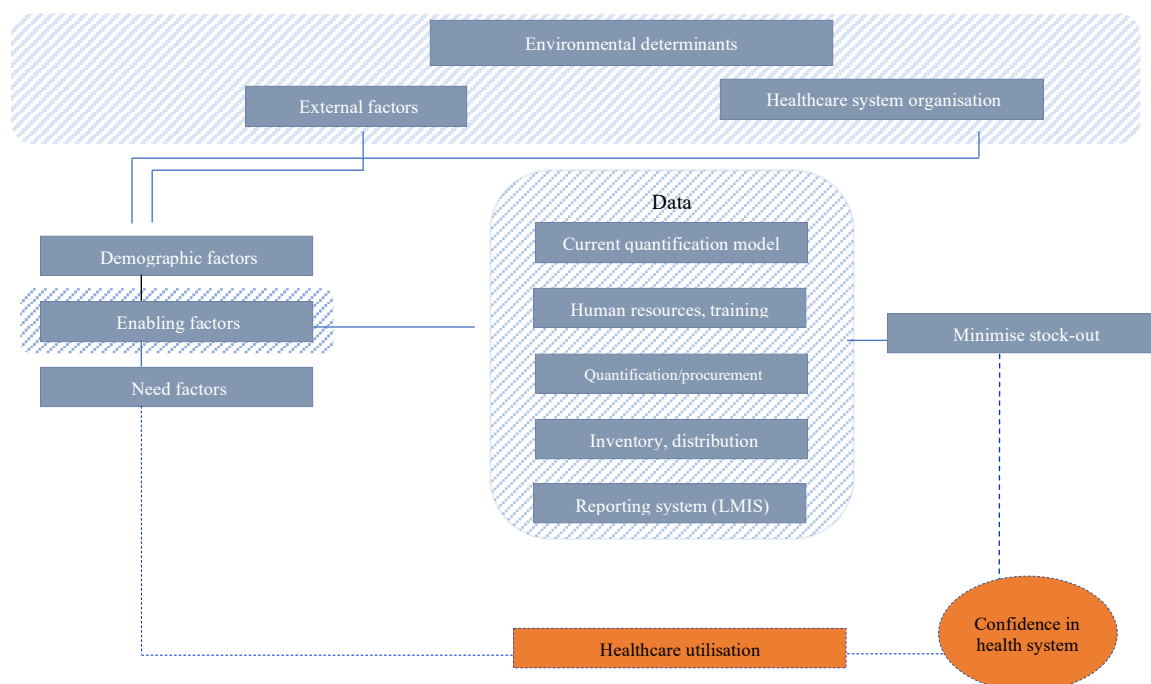 Environmental determinants
External factors
Healthcare system organisation
Data
Demographic factors
Enabling factors
Need factors
Current quantification model
Human resources, training
Quantification/procurement
Inventory, distribution
Reporting system (LMIS)
Minimise stock-out
Healthcare utilisation
Confidence in
health system